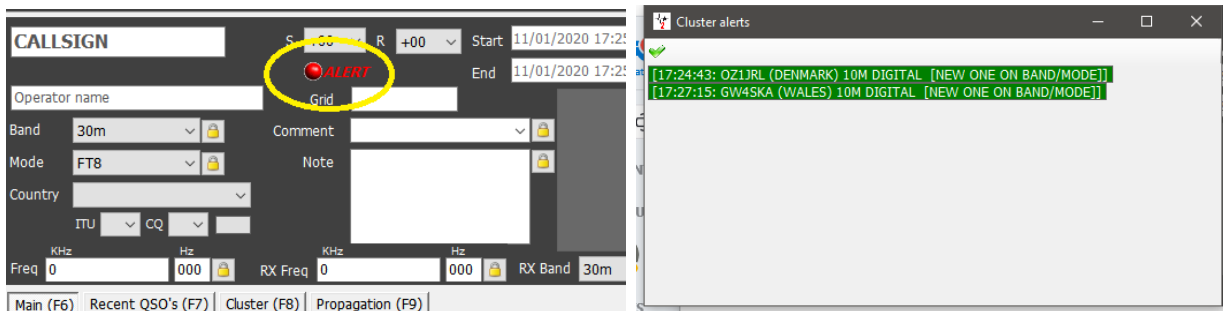 CALLSIGN S R +00 Start 11/01/2020 17:25
ALERT End 11/01/2020 17:25
Operator name Grid
Band 30m Comment
Mode FT8 Note
Country
ITU CQ
KHz Hz KHz Hz
Freq 0 000 RX Freq 0 000 RX Band 30m
Main (F6) Recent QSO's (F7) Cluster (F8) Propagation (F9)
Cluster alerts
[17:24:43: OZ1JRL (DENMARK) 10M DIGITAL [NEW ONE ON BAND/MODE]]
[17:27:15: GW4SKA (WALES) 10M DIGITAL [NEW ONE ON BAND/MODE]]